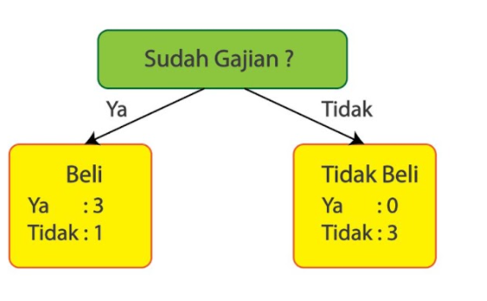 Sudah Gajian ?
Ya
Tidak
Beli
Ya : 3
Tidak : 1
Tidak Beli
Ya : 0
Tidak : 3